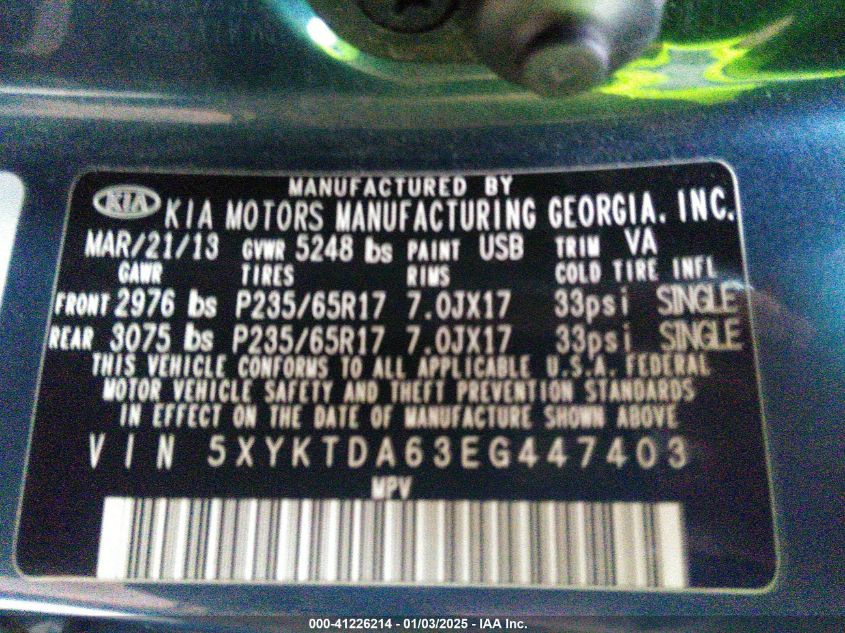 MANUFACTURED BY
KIA KIA MOTORS MANUFACTURING GEORGIA, INC.
MAR/21/13 GVWR 5248 lbs PAINT USB TRIM VA
GAWR TIRES RIMS COLD TIRE INFL
FRONT 2976 lbs P235/65R17 7.0JX17 33psi SINGLE
REAR 3075 lbs P235/65R17 7.0JX17 33psi SINGLE
THIS VEHICLE CONFORMS TO ALL APPLICABLE U.S.A. FEDERAL
MOTOR VEHICLE SAFETY AND THEFT PREVENTION STANDARDS
IN EFFECT ON THE DATE OF MANUFACTURE SHOWN ABOVE
VIN 5XYKTDA63EG447403
MPV
000-41226214 - 01/03/2025 - IAA Inc.